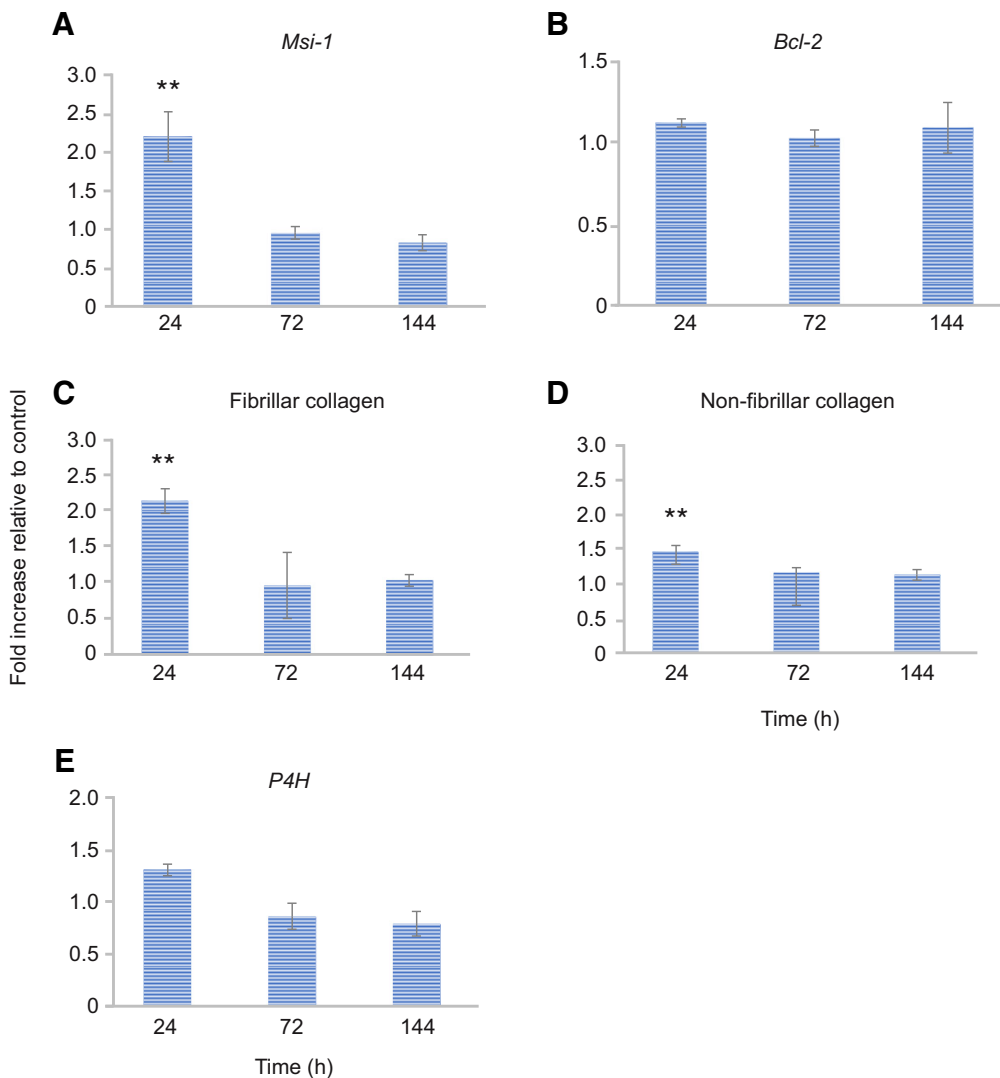 A
Msi-1
3.0
2.5
2.0
1.5
1.0
0.5
0
**
24 72 144
B
Bcl-2
1.5
1.0
0.5
0
24 72 144
Fold increase relative to control
C
Fibrillar collagen
3.0
2.5
2.0
1.5
1.0
0.5
0
**
24 72 144
D
Non-fibrillar collagen
3.0
2.5
2.0
1.5
1.0
0.5
0
**
24 72 144
Time (h)
E
P4H
2.0
1.5
1.0
0.5
0
24 72 144
Time (h)